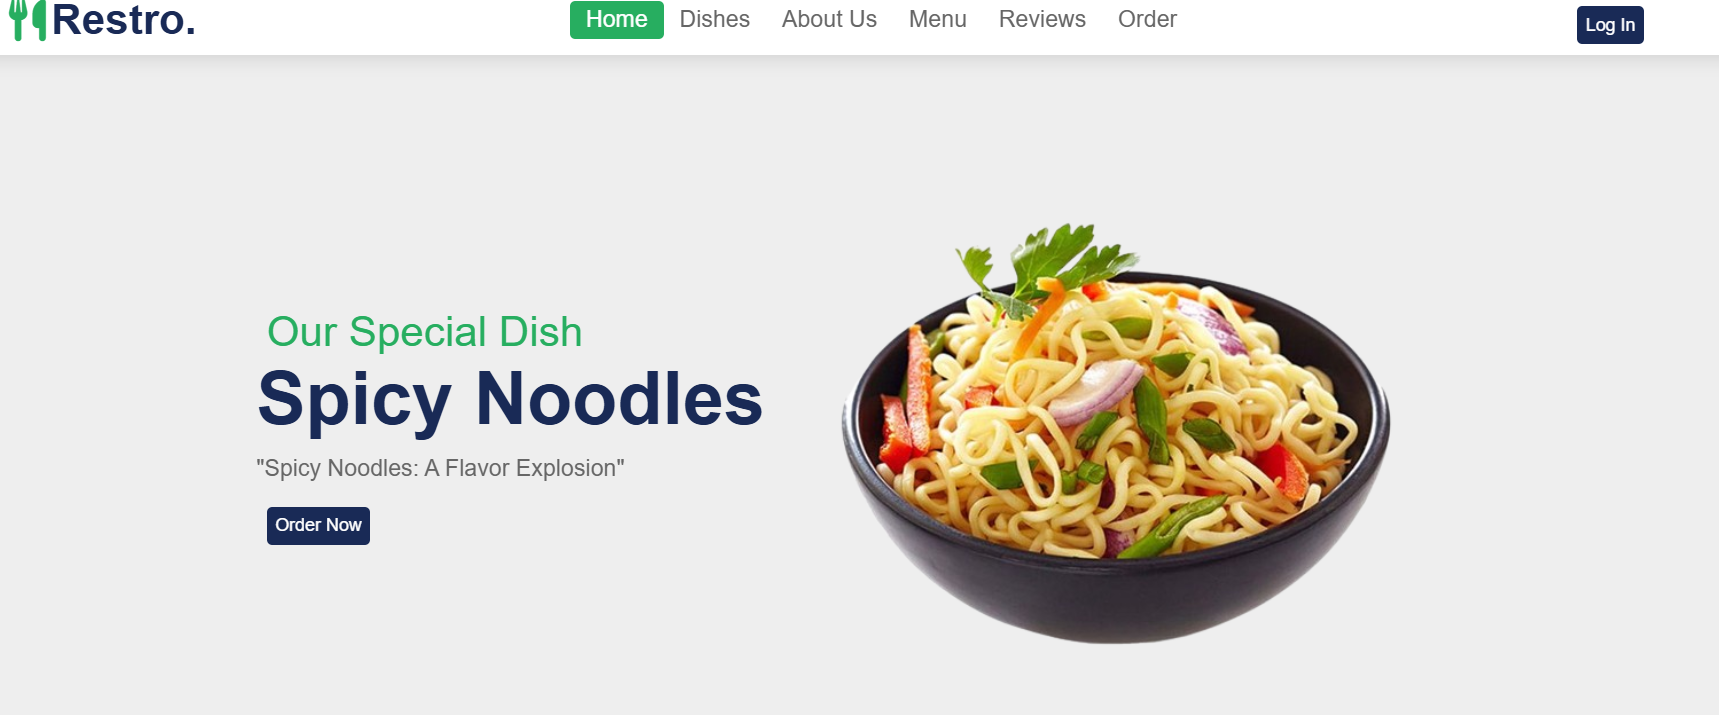 Restro. Home Dishes About Us Menu Reviews Order Log In
Our Special Dish
Spicy Noodles
"Spicy Noodles: A Flavor Explosion"
Order Now